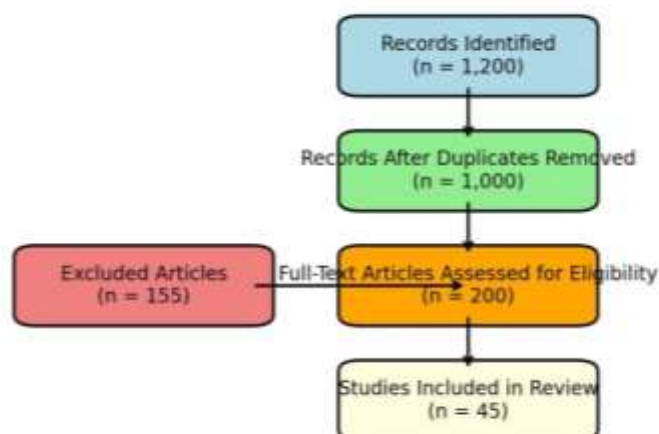 Records Identified
(n = 1,200)
Records After Duplicates Removed
(n = 1,000)
Excluded Articles
(n = 155)
Full-Text Articles Assessed for Eligibility
(n = 200)
Studies Included in Review
(n = 45)